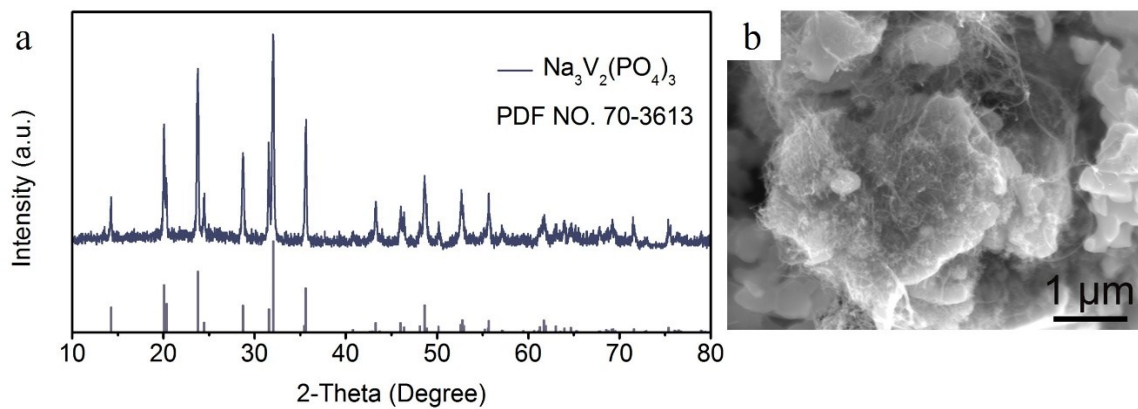 a
Intensity (a.u.)
Na₃V₂(PO₄)₃
PDF NO. 70-3613
10 20 30 40 50 60 70 80
2-Theta (Degree)
b
1 μm